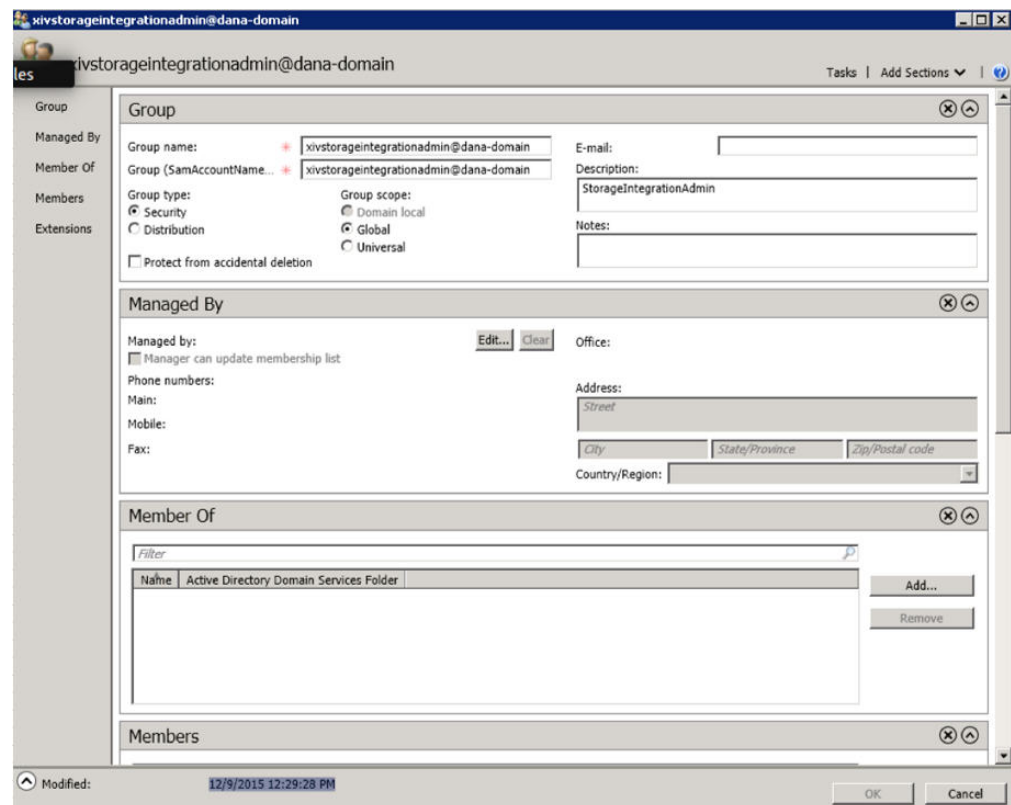 xivstorageintegrationadmin@dana-domain
xivstorageintegrationadmin@dana-domain
les
Tasks | Add Sections |
Group
Managed By
Member Of
Members
Extensions
Group
Group name: * xivstorageintegrationadmin@dana-domain
Group (SamAccountName... * xivstorageintegrationadmin@dana-domain
Group type:
Security
Distribution
Group scope:
Domain local
Global
Universal
Protect from accidental deletion
E-mail:
Description:
StorageIntegrationAdmin
Notes:
Managed By
Managed by:
Edit... Clear
Manager can update membership list
Phone numbers:
Main:
Mobile:
Fax:
Office:
Address:
Street
City State/Province Zip/Postal code
Country/Region:
Member Of
Filter
Name Active Directory Domain Services Folder
Add...
Remove
Members
Modified: 12/9/2015 12:29:28 PM
OK Cancel